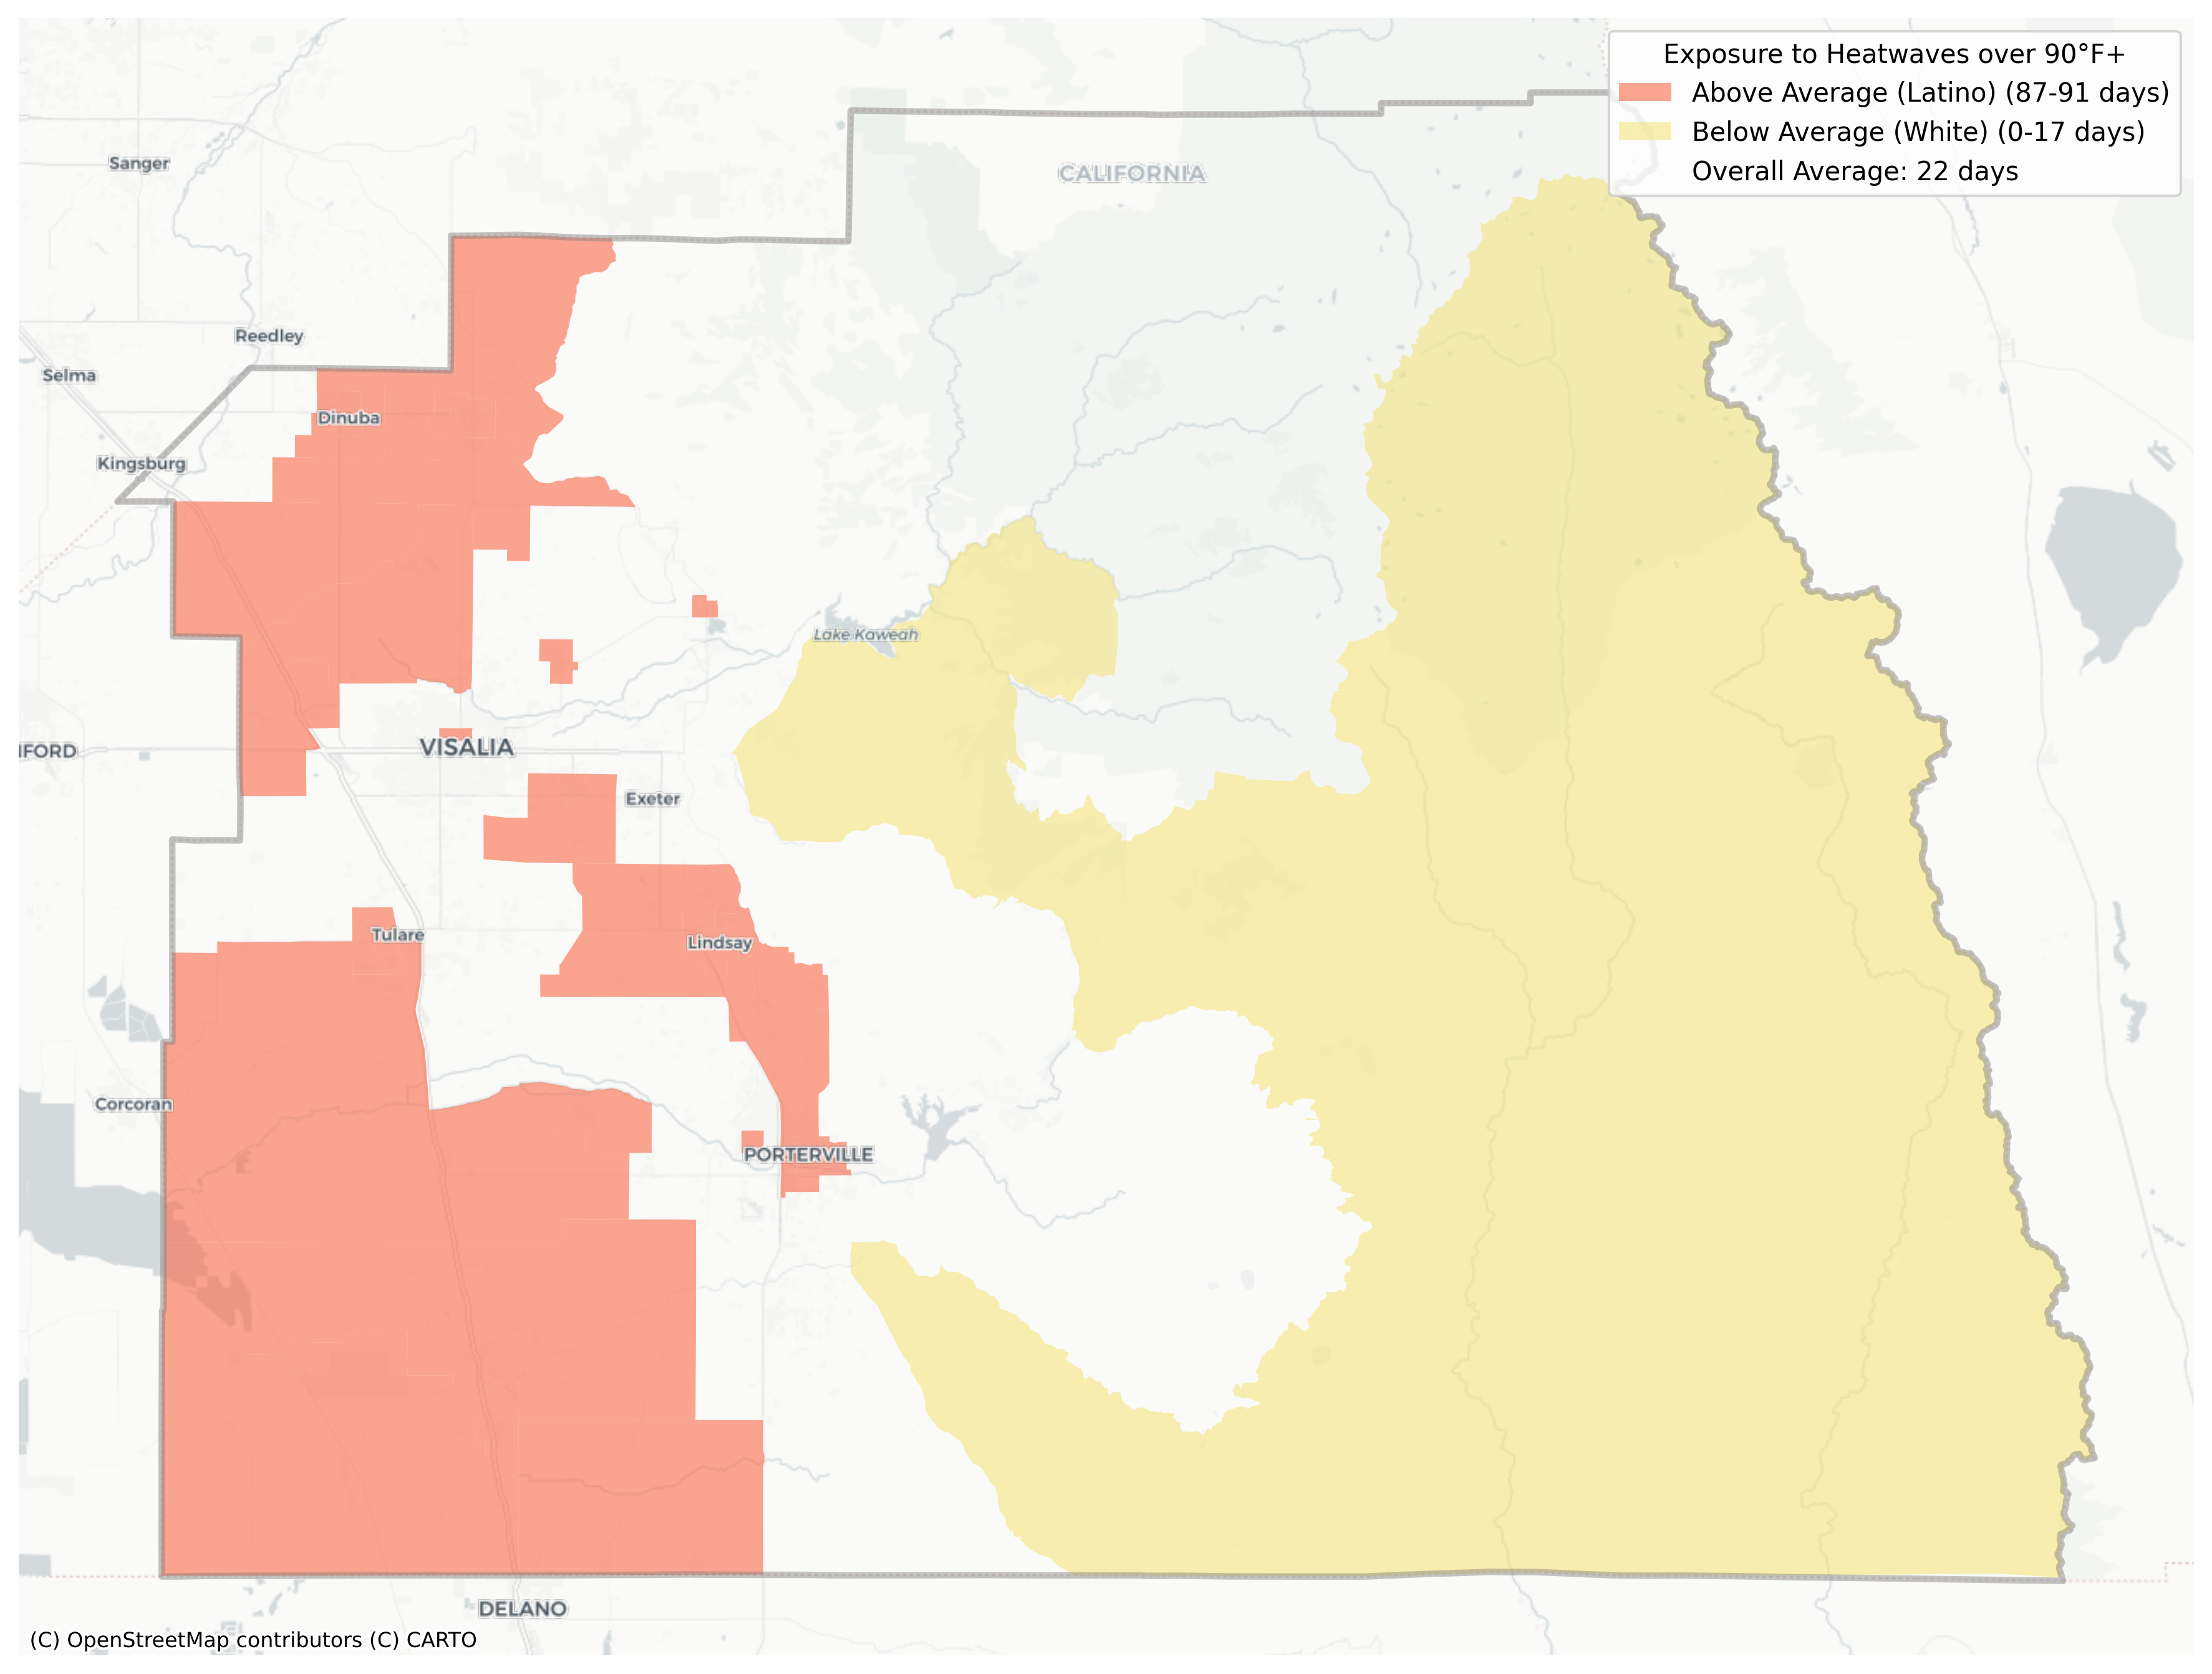 Exposure to Heatwaves over 90°F+
Above Average (Latino) (87-91 days)
Below Average (White) (0-17 days)
Overall Average: 22 days
CALIFORNIA
Sanger
Reedley
Selma
Dinuba
Kingsburg
Lake Kaweah
IFORD
VISALIA
Exeter
Tulare
Lindsay
Corcoran
PORTERVILLE
DELANO
(C) OpenStreetMap contributors (C) CARTO